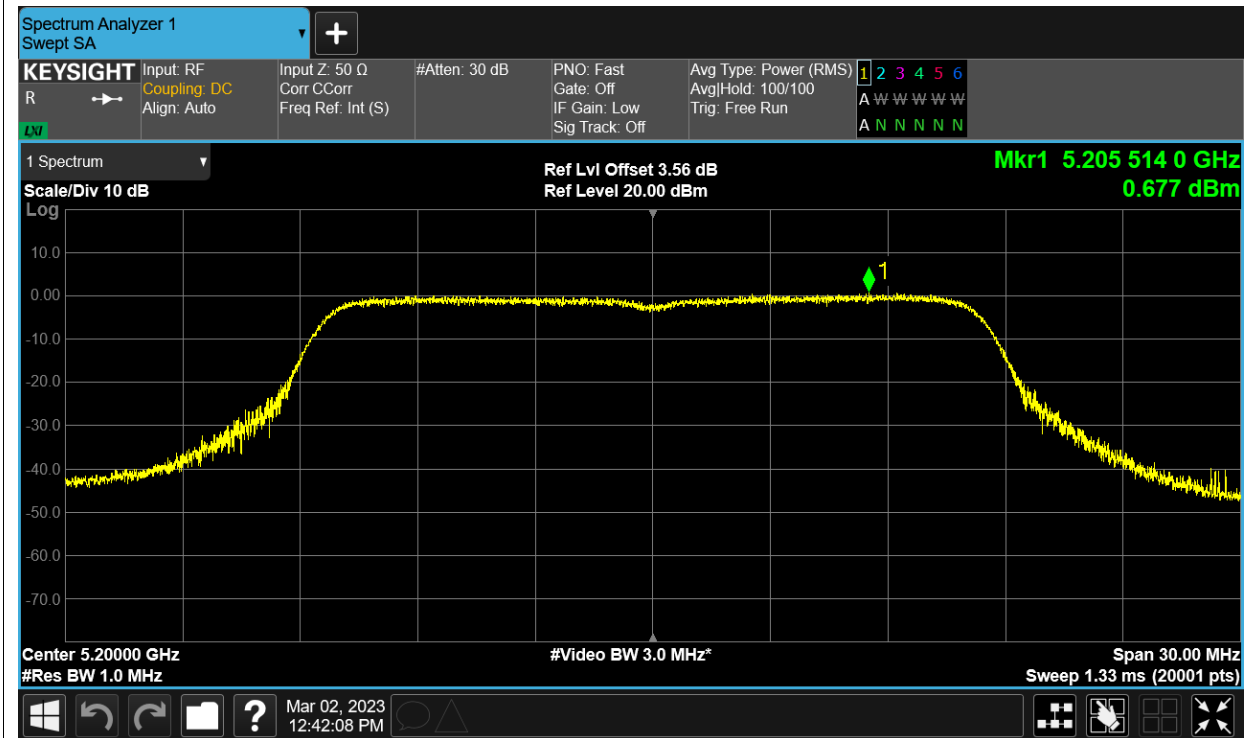 Spectrum Analyzer 1
Swept SA
+
KEYSIGHT
R
LXI
Input: RF
Coupling: DC
Align: Auto
Input Z: 50 Ω
Corr CCorr
Freq Ref: Int (S)
#Atten: 30 dB
PNO: Fast
Gate: Off
IF Gain: Low
Sig Track: Off
Avg Type: Power (RMS)
Avg|Hold: 100/100
Trig: Free Run
1 2 3 4 5 6
A W W W W W
A N N N N N
1 Spectrum
Scale/Div 10 dB
Log
Ref Lvl Offset 3.56 dB
Ref Level 20.00 dBm
Mkr1 5.205 514 0 GHz
0.677 dBm
1
10.0
0.00
-10.0
-20.0
-30.0
-40.0
-50.0
-60.0
-70.0
Center 5.20000 GHz
#Res BW 1.0 MHz
#Video BW 3.0 MHz*
Span 30.00 MHz
Sweep 1.33 ms (20001 pts)
?
Mar 02, 2023
12:42:08 PM